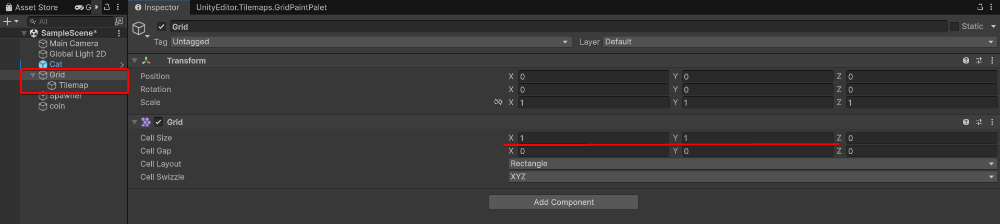 Asset Store G
All
SampleScene*
Main Camera
Global Light 2D
Cat
Grid
Tilemap
Spawner
coin
Inspector UnityEditor.Tilemaps.GridPaintPalet
Grid Static
Tag Untagged Layer Default
Transform
Position X 0 Y 0 Z 0
Rotation X 0 Y 0 Z 0
Scale X 1 Y 1 Z 1
Grid
Cell Size X 1 Y 1 Z 0
Cell Gap X 0 Y 0 Z 0
Cell Layout Rectangle
Cell Swizzle XYZ
Add Component